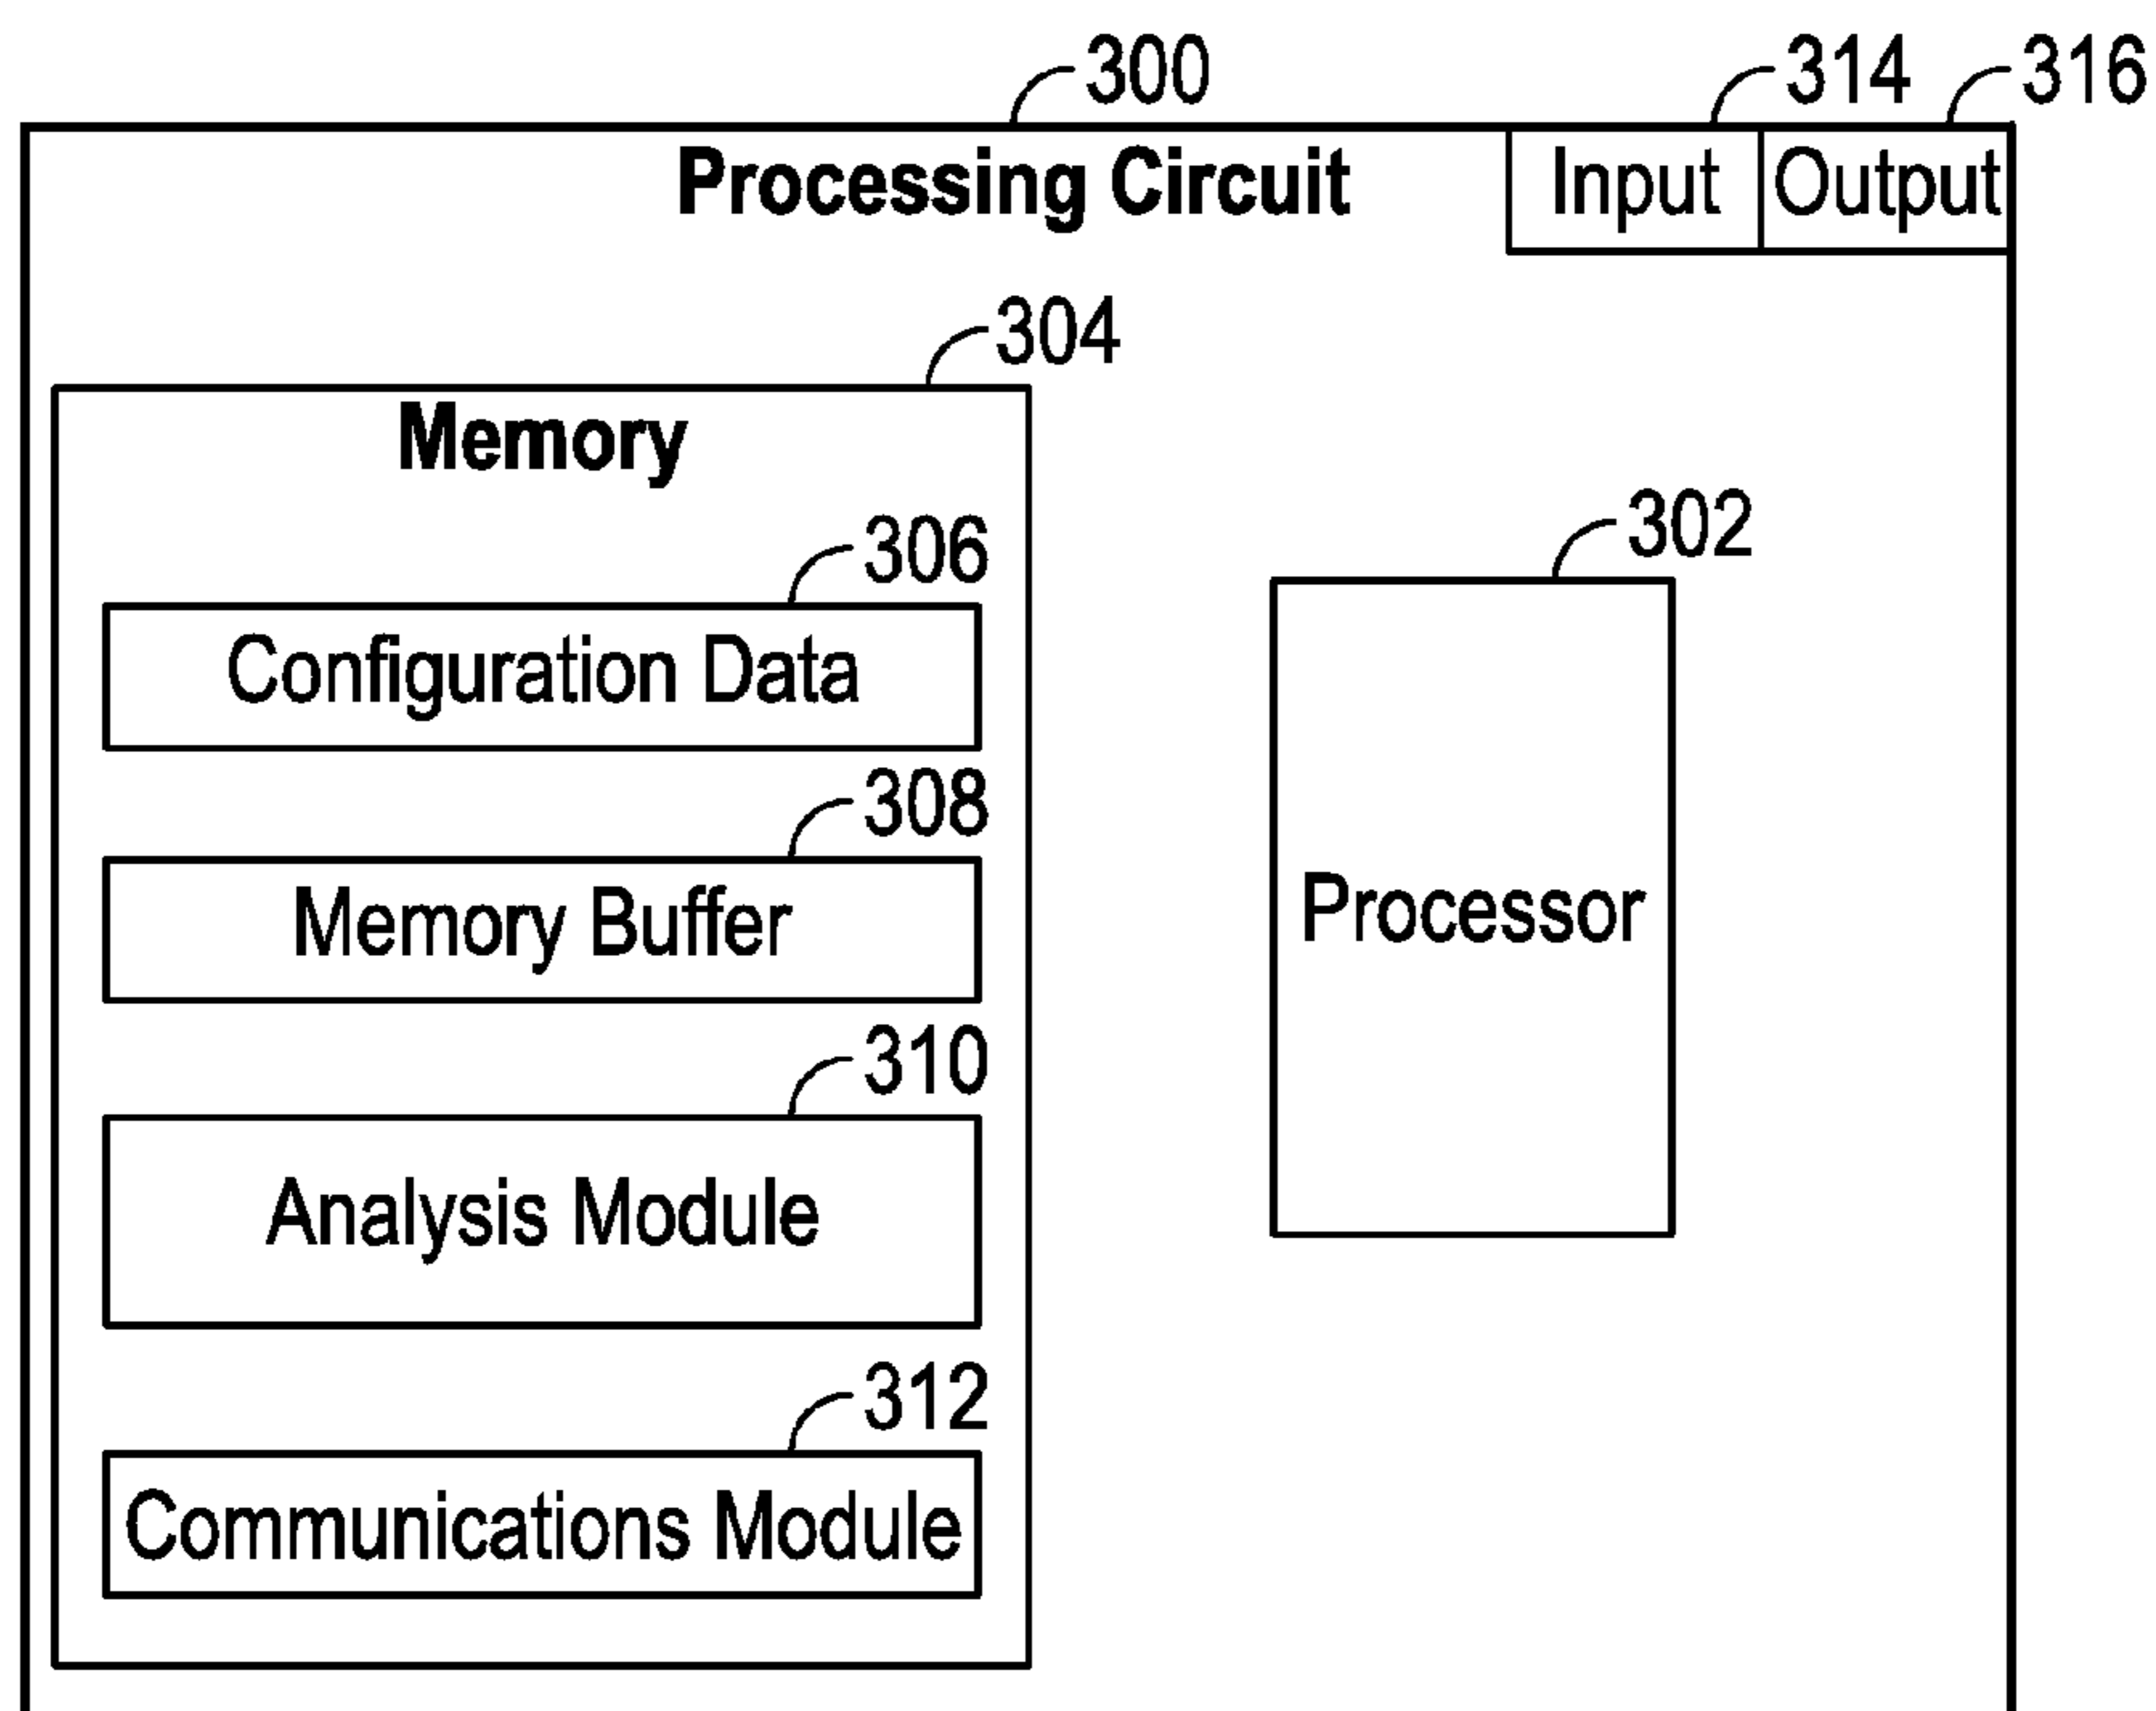 300
314
316
Processing Circuit
Input
Output
304
Memory
302
306
Configuration Data
308
Memory Buffer
Processor
310
Analysis Module
312
Communications Module